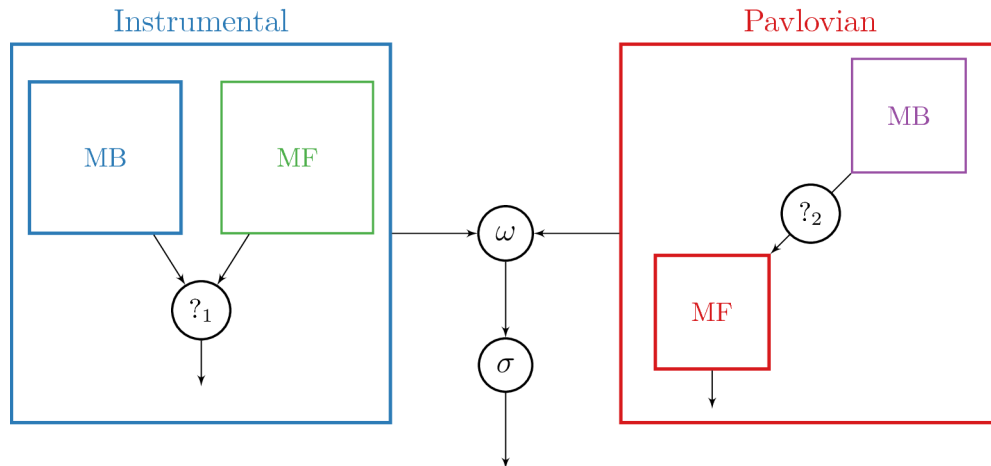 Instrumental
Pavlovian
MB
MF
MB
?₂
ω
?₁
MF
σ